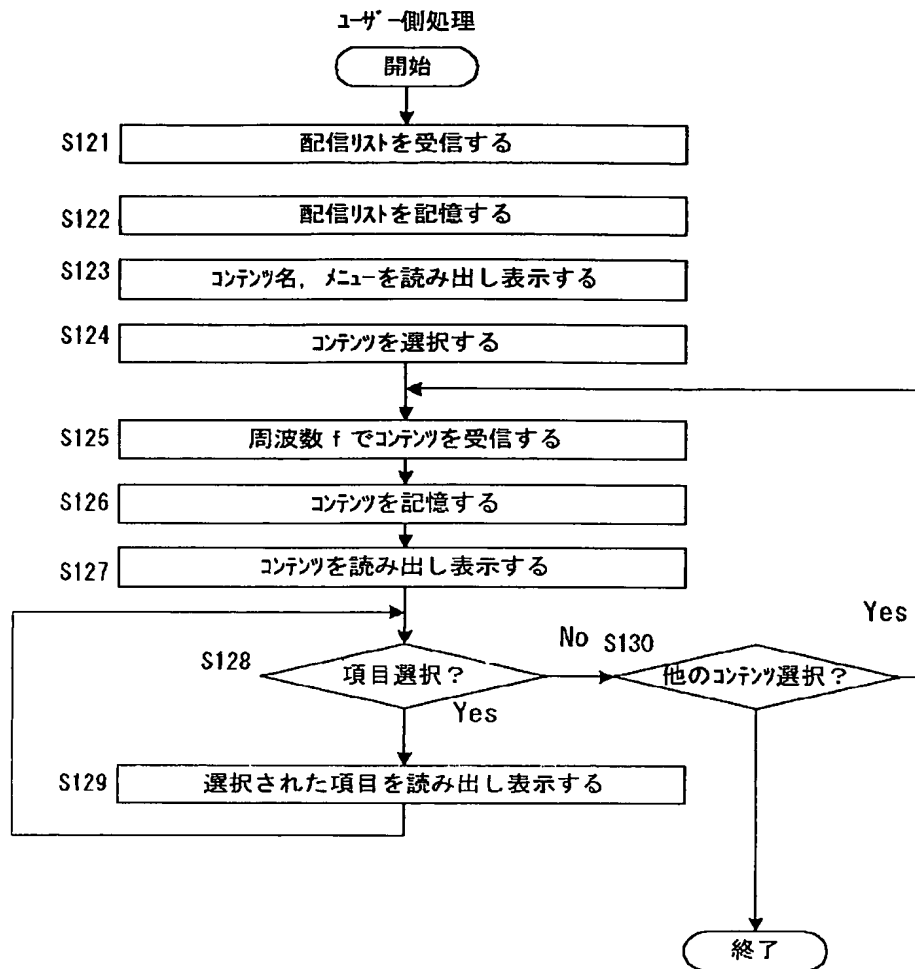 ユーザー側処理
開始
S121 配信リストを受信する
S122 配信リストを記憶する
S123 コンテンツ名，メニューを読み出し表示する
S124 コンテンツを選択する
S125 周波数 f でコンテンツを受信する
S126 コンテンツを記憶する
S127 コンテンツを読み出し表示する
S128 項目選択？
No S130 他のコンテンツ選択？ Yes
Yes
S129 選択された項目を読み出し表示する
終了